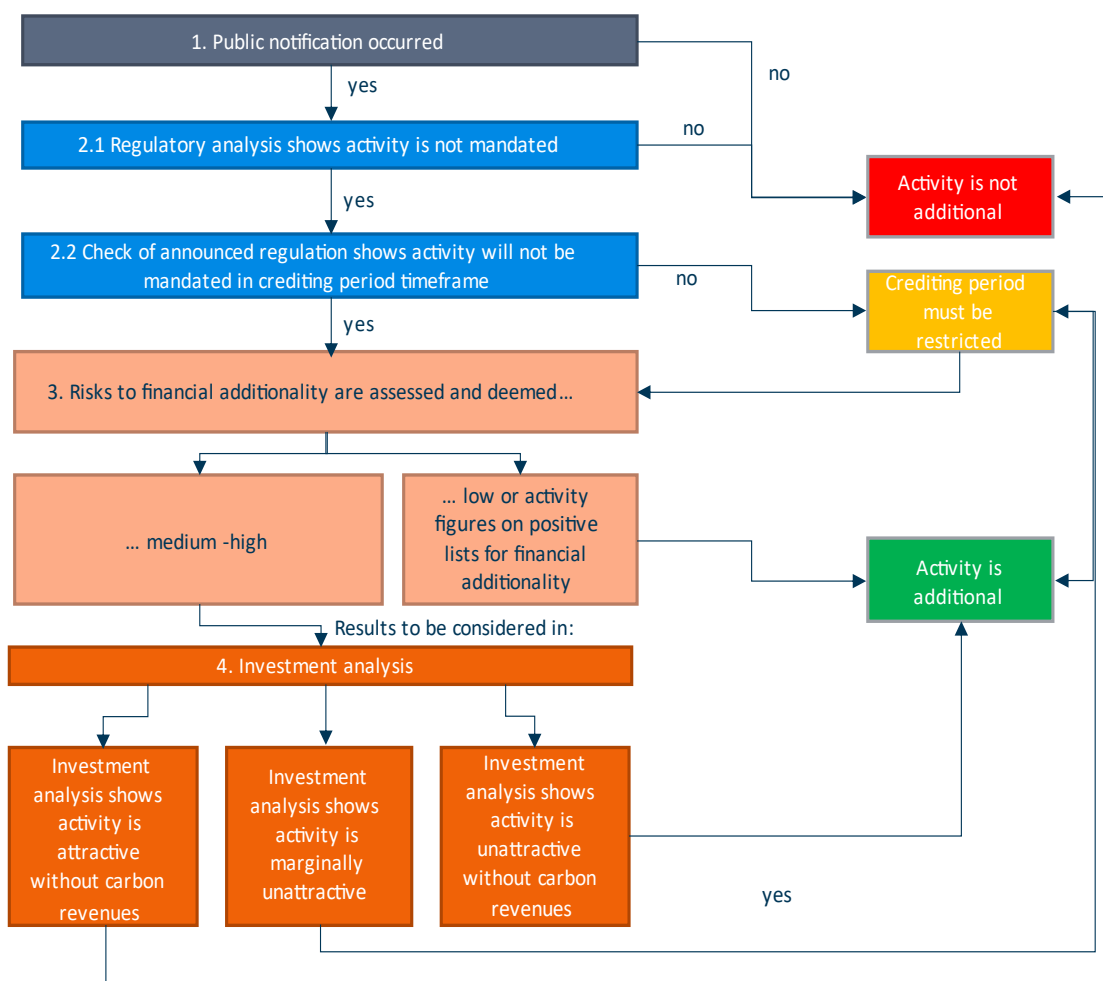 1. Public notification occurred
no
yes
2.1 Regulatory analysis shows activity is not mandated
no
Activity is not
additional
yes
2.2 Check of announced regulation shows activity will not be
mandated in crediting period timeframe
no
Crediting period
must be
restricted
yes
3. Risks to financial additionality are assessed and deemed...
... medium -high
... low or activity
figures on positive
lists for financial
additionality
Activity is
additional
Results to be considered in:
4. Investment analysis
Investment
analysis shows
activity is
attractive
without carbon
revenues
Investment
analysis shows
activity is
marginally
unattractive
Investment
analysis shows
activity is
unattractive
without carbon
revenues
yes